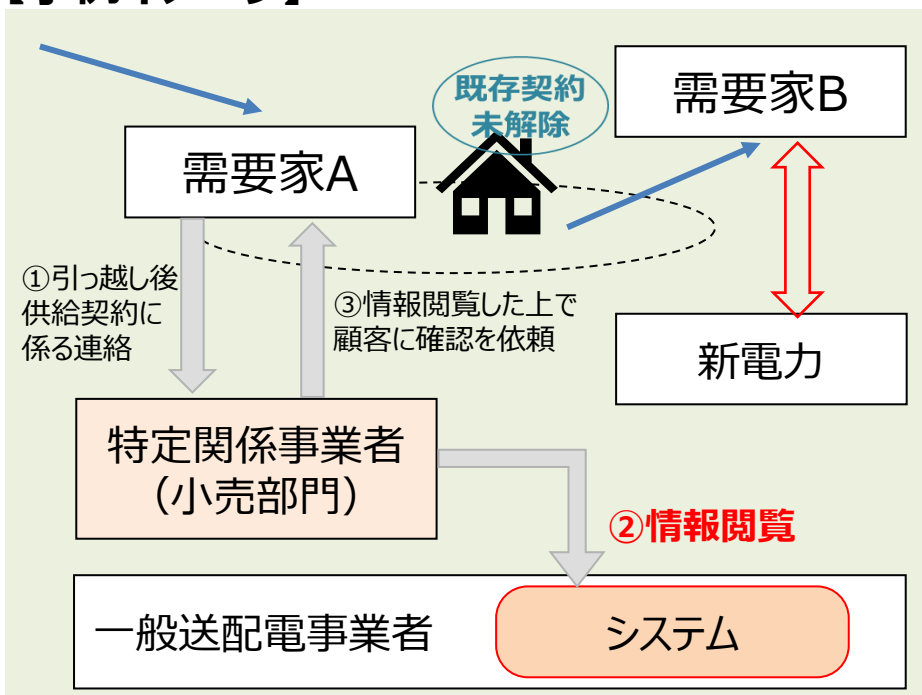 既存契約
未解除
需要家B
需要家A
①引っ越し後
供給契約に
係る連絡
③情報閲覧した上で
顧客に確認を依頼
新電力
特定関係事業者
（小売部門）
②情報閲覧
一般送配電事業者
システム